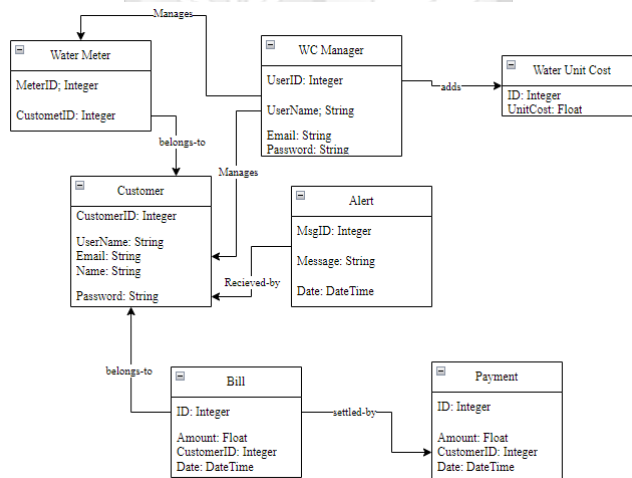 Manages
Water Meter
MeterID; Integer
CustometID: Integer
WC Manager
UserID: Integer
UserName; String
Email: String
Password: String
adds
Water Unit Cost
ID: Integer
UnitCost: Float
belongs-to
Manages
Customer
CustomerID: Integer
UserName: String
Email: String
Name: String
Password: String
Alert
MsgID: Integer
Message: String
Date: DateTime
Recieved-by
belongs-to
Bill
ID: Integer
Amount: Float
CustomerID: Integer
Date: DateTime
settled-by
Payment
ID: Integer
Amount: Float
CustomerID: Integer
Date: DateTime